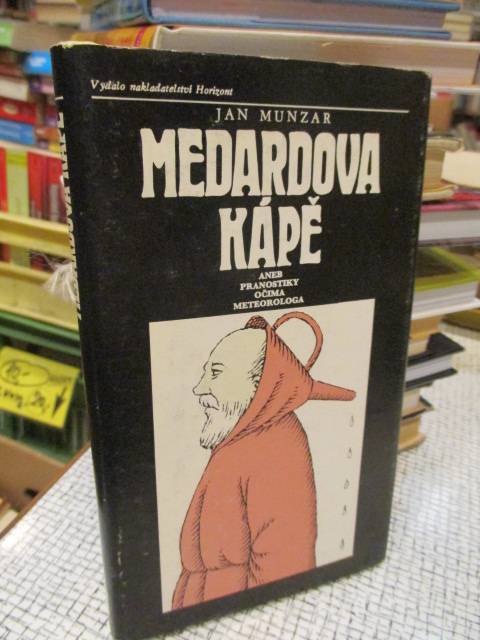 Vydalo nakladatelství Horizont
JAN MUNZAR
MEDARDOVA
KÁPĚ
ANEB
PRANOSTIKY
OČIMA
METEOROLOGA